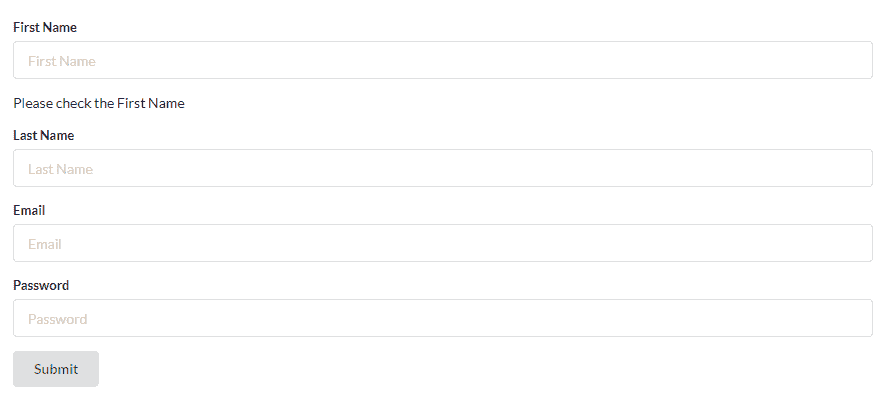 First Name
First Name
Please check the First Name
Last Name
Last Name
Email
Email
Password
Password
Submit